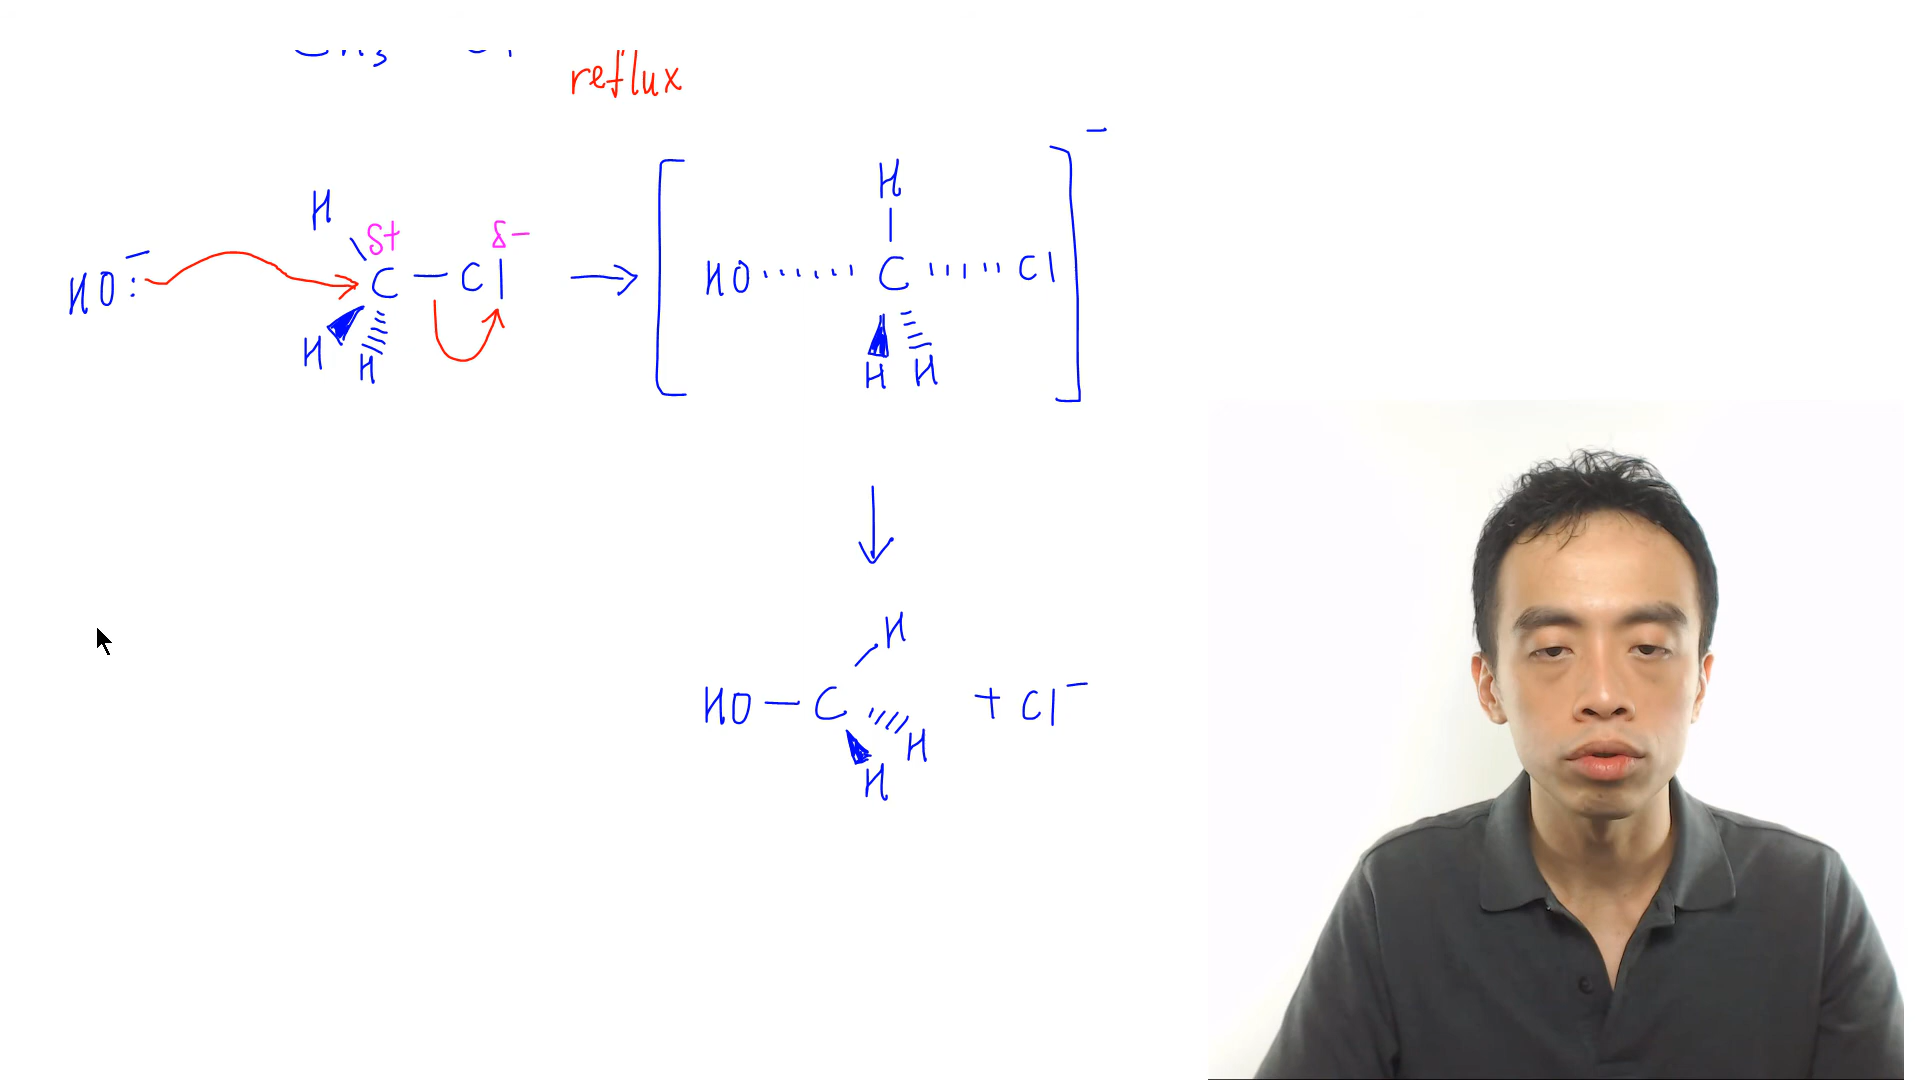 reflux
H
δ+ δ−
HO:− C − Cl → [ HO ...... C ..... Cl ]−
H
H H
H H
↓
H
HO − C + Cl−
H
H